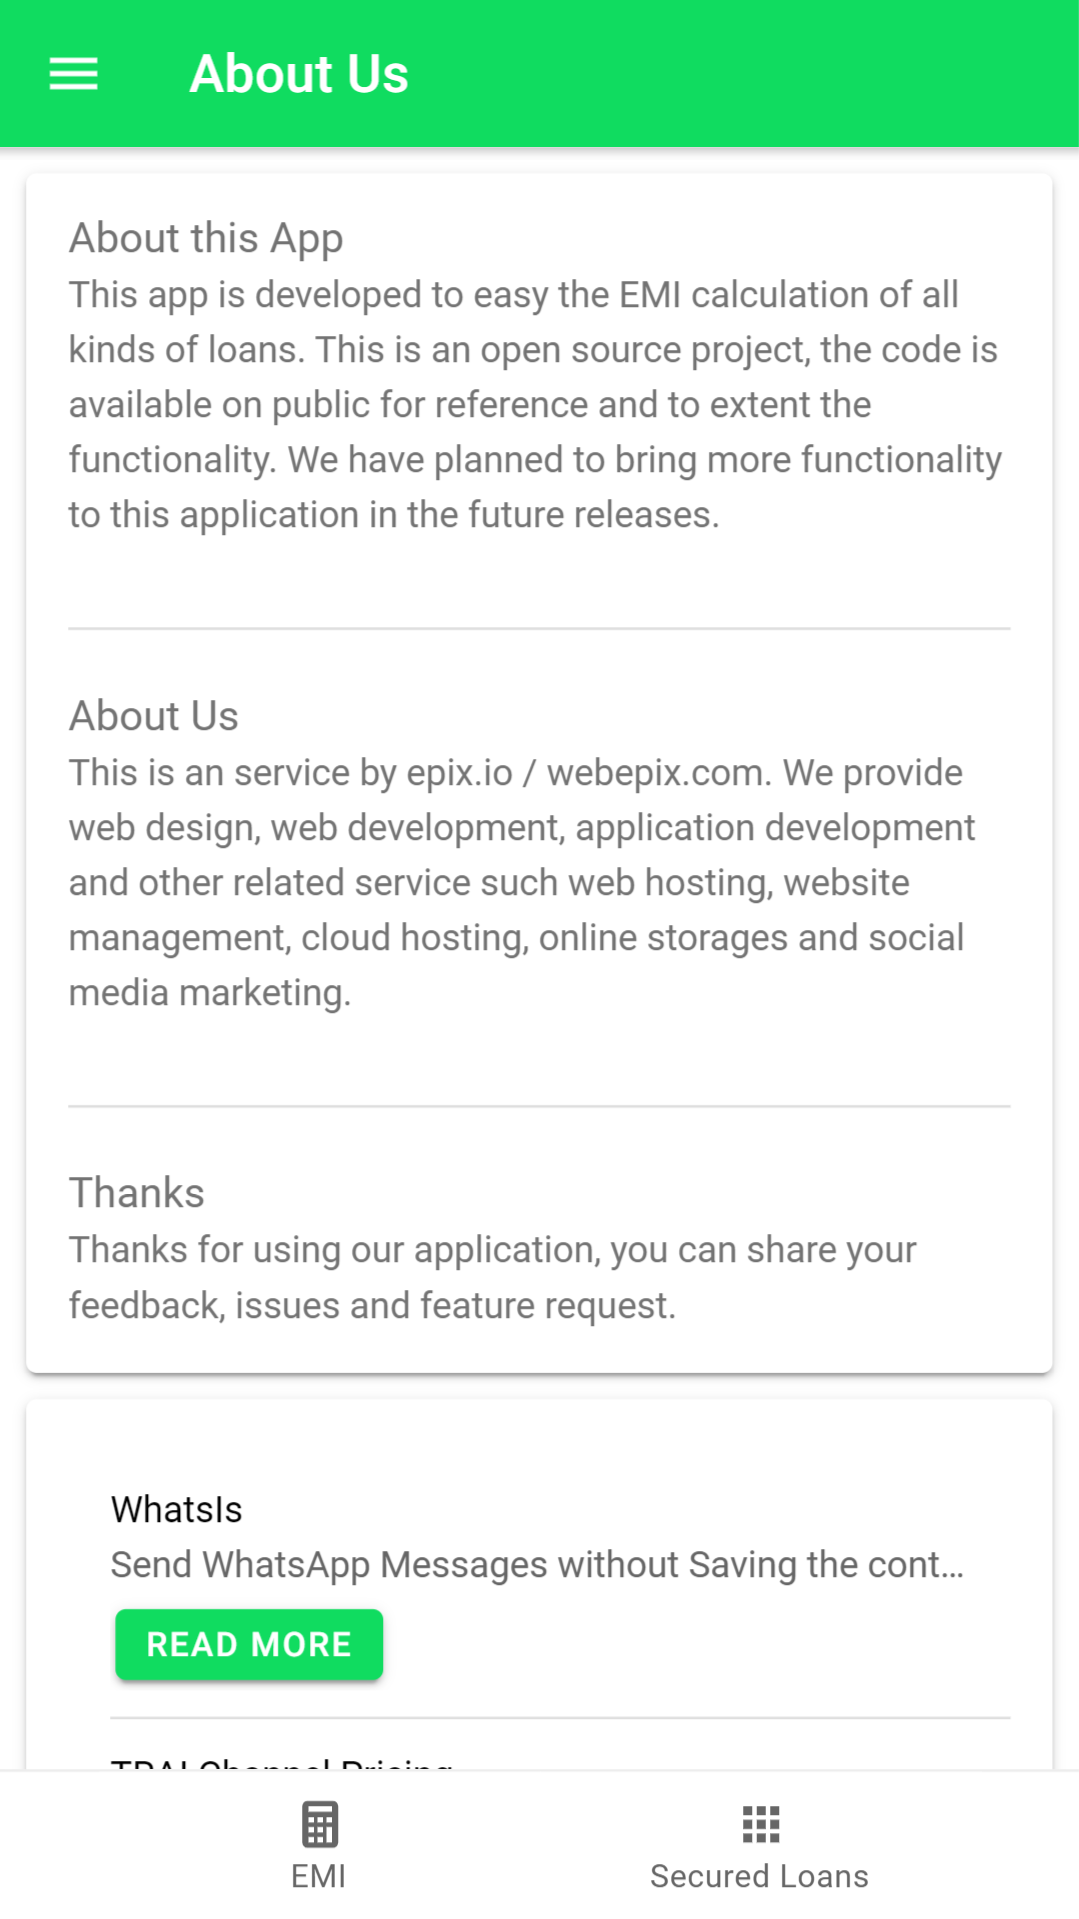 About Us
About this App
This app is developed to easy the EMI calculation of all
kinds of loans. This is an open source project, the code is
available on public for reference and to extent the
functionality. We have planned to bring more functionality
to this application in the future releases.
About Us
This is an service by epix.io / webepix.com. We provide
web design, web development, application development
and other related service such web hosting, website
management, cloud hosting, online storages and social
media marketing.
Thanks
Thanks for using our application, you can share your
feedback, issues and feature request.
WhatsIs
Send WhatsApp Messages without Saving the cont...
READ MORE
TRAI Channel Pricing
EMI
Secured Loans